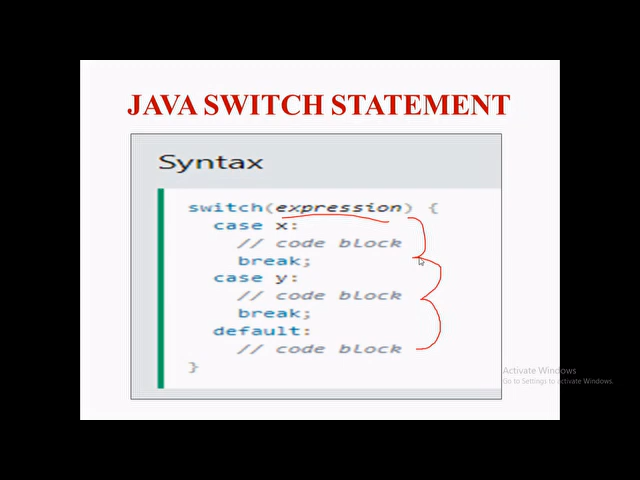 JAVA SWITCH STATEMENT
Syntax
switch(expression) {
case x:
// code block
break;
case y:
// code block
break;
default:
// code block
}
Activate Windows
Go to Settings to activate Windows.